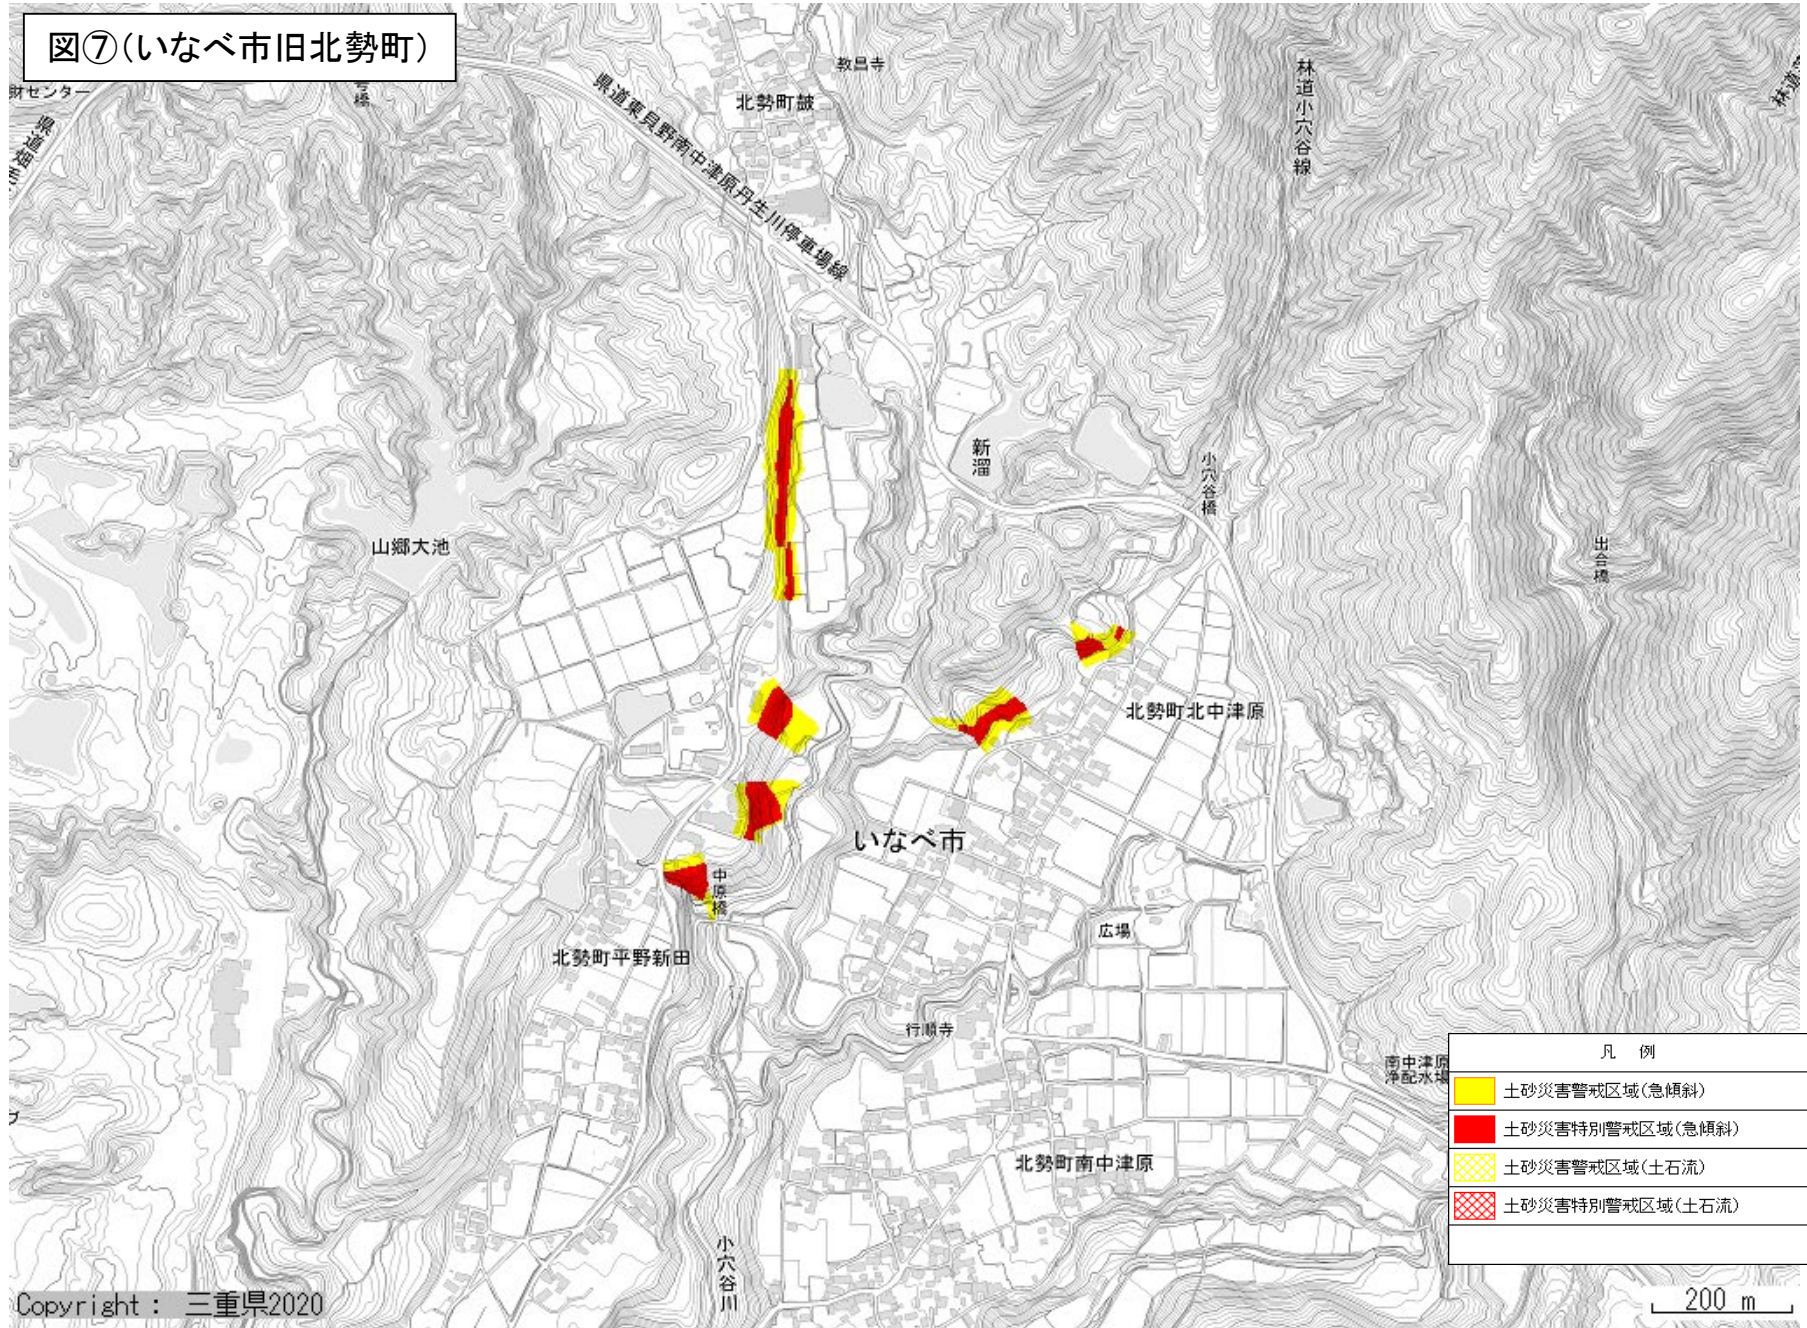 図⑦(いなべ市旧北勢町)
教昌寺
財センター
号橋
北勢町皷
県道東貝野南中津原丹生川停車場線
林道小穴谷線
林道
新溜
小穴谷橋
山郷大池
出合橋
北勢町北中津原
いなべ市
中原橋
広場
北勢町平野新田
行順寺
南中津原
浄配水場
北勢町南中津原
小穴谷川
凡 例
土砂災害警戒区域(急傾斜)
土砂災害特別警戒区域(急傾斜)
土砂災害警戒区域(土石流)
土砂災害特別警戒区域(土石流)
Copyright : 三重県2020
200 m